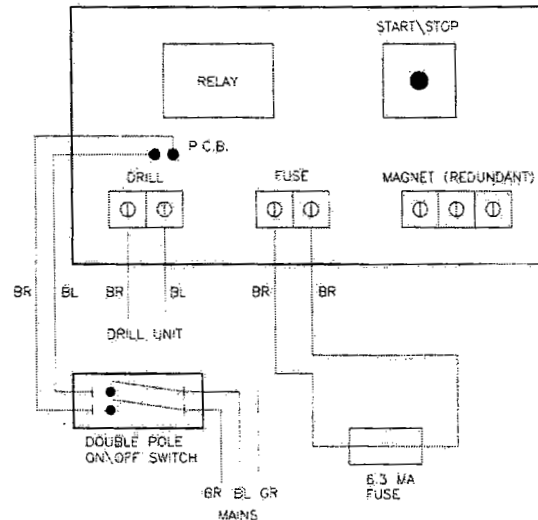 START\STOP
RELAY
P.C.B.
DRILL
FUSE
MAGNET (REDUNDANT)
BR
BL
BR
BL
BR
BR
DRILL UNIT
DOUBLE POLE
ON\OFF SWITCH
6.3 MA
FUSE
BR BL GR
MAINS